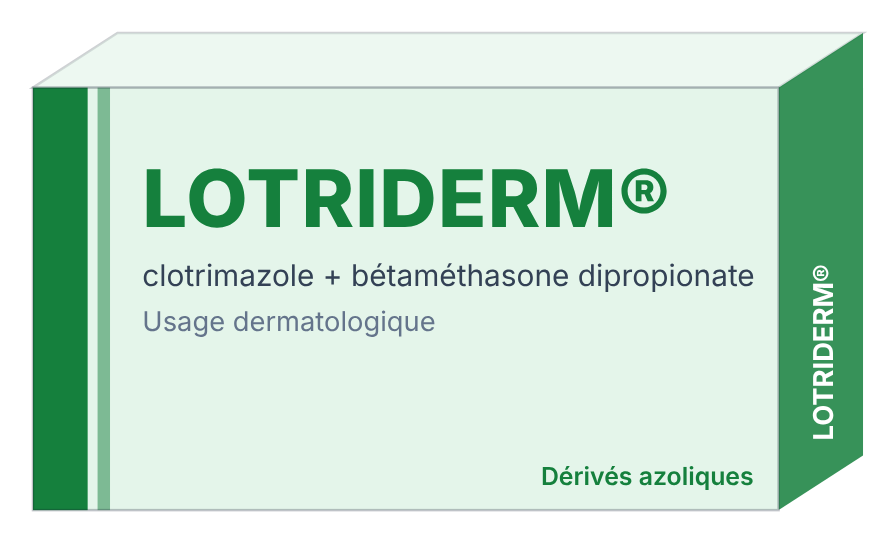 LOTRIDERM®
clotrimazole + bétaméthasone dipropionate
Usage dermatologique
Dérivés azoliques
LOTRIDERM®